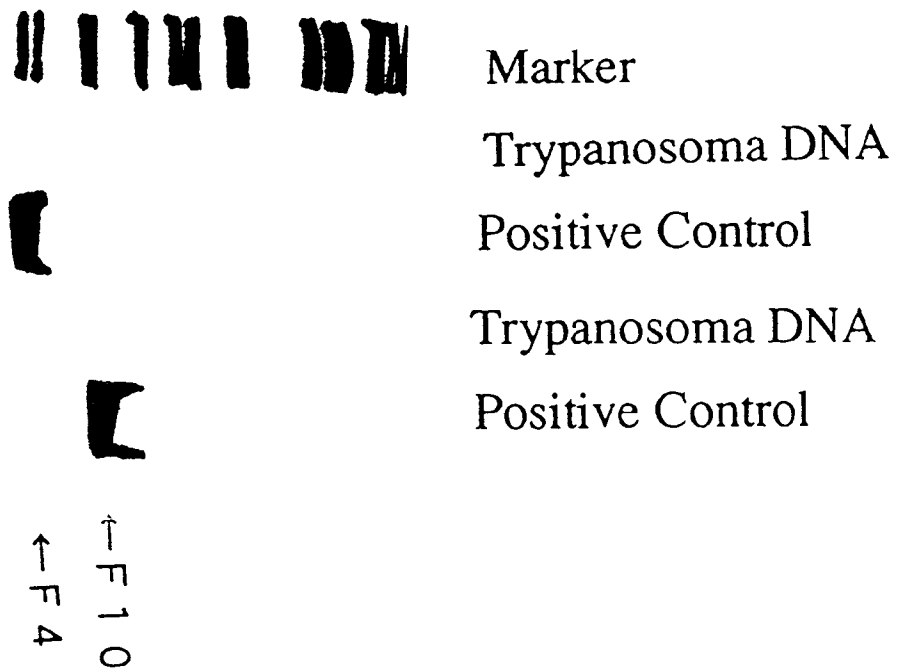 Marker
Trypanosoma DNA
Positive Control
Trypanosoma DNA
Positive Control
←F4
←F10